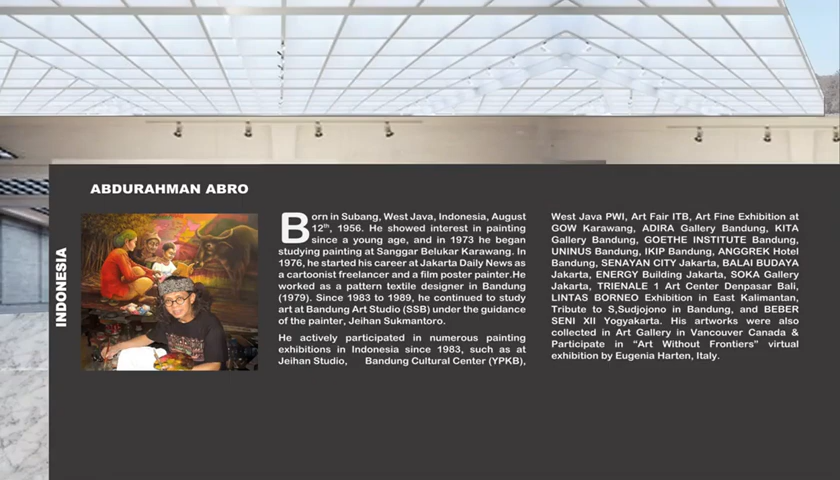 ABDURAHMAN ABRO
INDONESIA
Born in Subang, West Java, Indonesia, August
12th, 1956. He showed interest in painting
since a young age, and in 1973 he began
studying painting at Sanggar Belukar Karawang. In
1976, he started his career at Jakarta Daily News as
a cartoonist freelancer and a film poster painter.He
worked as a pattern textile designer in Bandung
(1979). Since 1983 to 1989, he continued to study
art at Bandung Art Studio (SSB) under the guidance
of the painter, Jeihan Sukmantoro.
He actively participated in numerous painting
exhibitions in Indonesia since 1983, such as at
Jeihan Studio, Bandung Cultural Center (YPKB),
West Java PWI, Art Fair ITB, Art Fine Exhibition at
GOW Karawang, ADIRA Gallery Bandung, KITA
Gallery Bandung, GOETHE INSTITUTE Bandung,
UNINUS Bandung, IKIP Bandung, ANGGREK Hotel
Bandung, SENAYAN CITY Jakarta, BALAI BUDAYA
Jakarta, ENERGY Building Jakarta, SOKA Gallery
Jakarta, TRIENALE 1 Art Center Denpasar Bali,
LINTAS BORNEO Exhibition in East Kalimantan,
Tribute to S,Sudjojono in Bandung, and BEBER
SENI XII Yogyakarta. His artworks were also
collected in Art Gallery in Vancouver Canada &
Participate in “Art Without Frontiers” virtual
exhibition by Eugenia Harten, Italy.